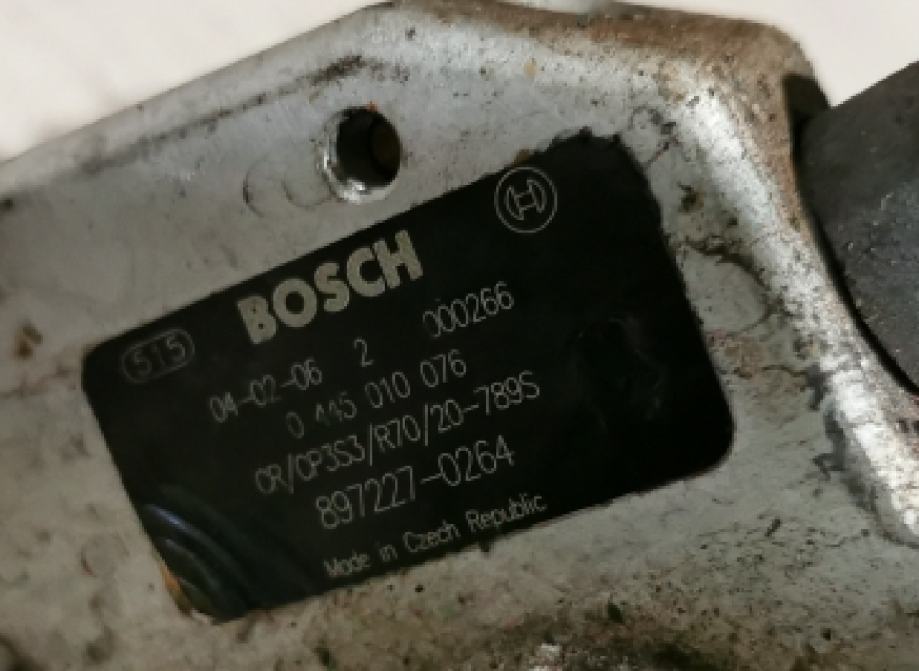 BOSCH
515
04-02-06 2 000266
0 445 010 076
CR/CP3S3/R70/20-789S
897227-0264
Made in Czech Republic